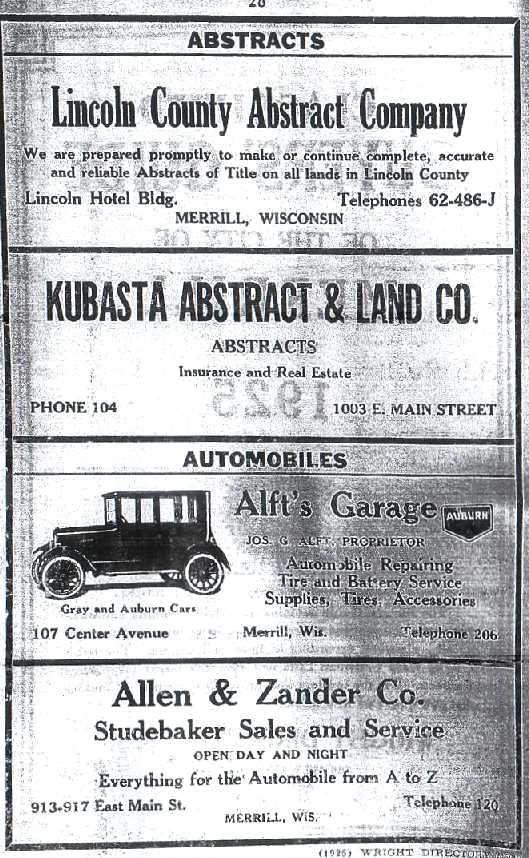 20
ABSTRACTS
Lincoln County Abstract Company
We are prepared promptly to make or continue complete, accurate
and reliable Abstracts of Title on all lands in Lincoln County
Lincoln Hotel Bldg. Telephones 62-486-J
MERRILL, WISCONSIN
KUBASTA ABSTRACT & LAND CO.
ABSTRACTS
Insurance and Real Estate
PHONE 104 1003 E. MAIN STREET
AUTOMOBILES
Alft's Garage
AUBURN
JOS. G. ALFT, PROPRIETOR
Automobile Repairing
Tire and Battery Service
Supplies, Tires, Accessories
Gray and Auburn Cars
107 Center Avenue Merrill, Wis. Telephone 206
Allen & Zander Co.
Studebaker Sales and Service
OPEN DAY AND NIGHT
Everything for the Automobile from A to Z
913-917 East Main St. Telephone 120
MERRILL, WIS.
WRIGHT DIRECTORY